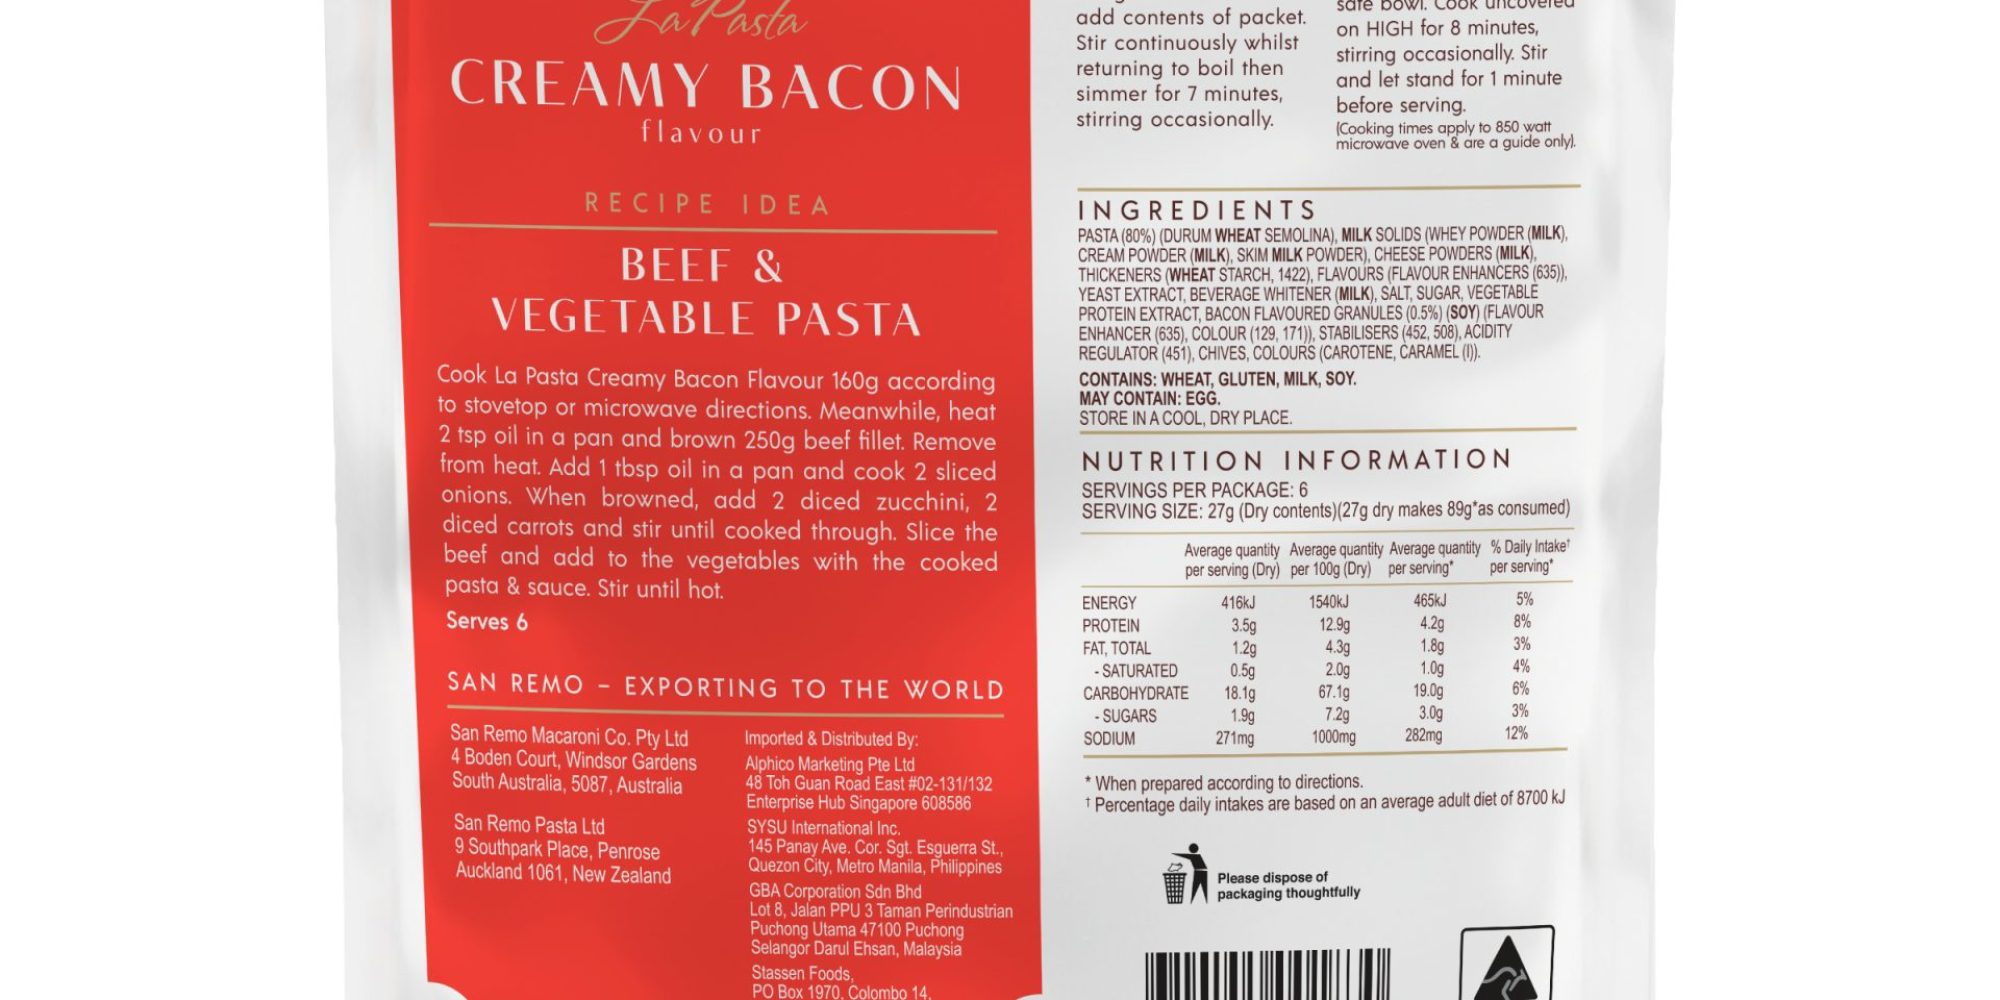 La Pasta
CREAMY BACON
flavour
RECIPE IDEA
BEEF &
VEGETABLE PASTA
Cook La Pasta Creamy Bacon Flavour 160g according
to stovetop or microwave directions. Meanwhile, heat
2 tsp oil in a pan and brown 250g beef fillet. Remove
from heat. Add 1 tbsp oil in a pan and cook 2 sliced
onions. When browned, add 2 diced zucchini, 2
diced carrots and stir until cooked through. Slice the
beef and add to the vegetables with the cooked
pasta & sauce. Stir until hot.
Serves 6
SAN REMO – EXPORTING TO THE WORLD
San Remo Macaroni Co. Pty Ltd
4 Boden Court, Windsor Gardens
South Australia, 5087, Australia
San Remo Pasta Ltd
9 Southpark Place, Penrose
Auckland 1061, New Zealand
Imported & Distributed By:
Alphico Marketing Pte Ltd
48 Toh Guan Road East #02-131/132
Enterprise Hub Singapore 608586
SYSU International Inc.
145 Panay Ave. Cor. Sgt. Esguerra St.,
Quezon City, Metro Manila, Philippines
GBA Corporation Sdn Bhd
Lot 8, Jalan PPU 3 Taman Perindustrian
Puchong Utama 47100 Puchong
Selangor Darul Ehsan, Malaysia
Stassen Foods,
PO Box 1970, Colombo 14,
add contents of packet.
Stir continuously whilst
returning to boil then
simmer for 7 minutes,
stirring occasionally.
safe bowl. Cook uncovered
on HIGH for 8 minutes,
stirring occasionally. Stir
and let stand for 1 minute
before serving.
(Cooking times apply to 850 watt
microwave oven & are a guide only).
INGREDIENTS
PASTA (80%) (DURUM WHEAT SEMOLINA), MILK SOLIDS (WHEY POWDER (MILK),
CREAM POWDER (MILK), SKIM MILK POWDER), CHEESE POWDERS (MILK),
THICKENERS (WHEAT STARCH, 1422), FLAVOURS (FLAVOUR ENHANCERS (635)),
YEAST EXTRACT, BEVERAGE WHITENER (MILK), SALT, SUGAR, VEGETABLE
PROTEIN EXTRACT, BACON FLAVOURED GRANULES (0.5%) (SOY) (FLAVOUR
ENHANCER (635), COLOUR (129, 171)), STABILISERS (452, 508), ACIDITY
REGULATOR (451), CHIVES, COLOURS (CAROTENE, CARAMEL (I)).
CONTAINS: WHEAT, GLUTEN, MILK, SOY.
MAY CONTAIN: EGG.
STORE IN A COOL, DRY PLACE.
NUTRITION INFORMATION
SERVINGS PER PACKAGE: 6
SERVING SIZE: 27g (Dry contents)(27g dry makes 89g*as consumed)
Average quantity Average quantity Average quantity % Daily Intake†
per serving (Dry) per 100g (Dry) per serving* per serving*
ENERGY 416kJ 1540kJ 465kJ 5%
PROTEIN 3.5g 12.9g 4.2g 8%
FAT, TOTAL 1.2g 4.3g 1.8g 3%
- SATURATED 0.5g 2.0g 1.0g 4%
CARBOHYDRATE 18.1g 67.1g 19.0g 6%
- SUGARS 1.9g 7.2g 3.0g 3%
SODIUM 271mg 1000mg 282mg 12%
* When prepared according to directions.
† Percentage daily intakes are based on an average adult diet of 8700 kJ
Please dispose of
packaging thoughtfully